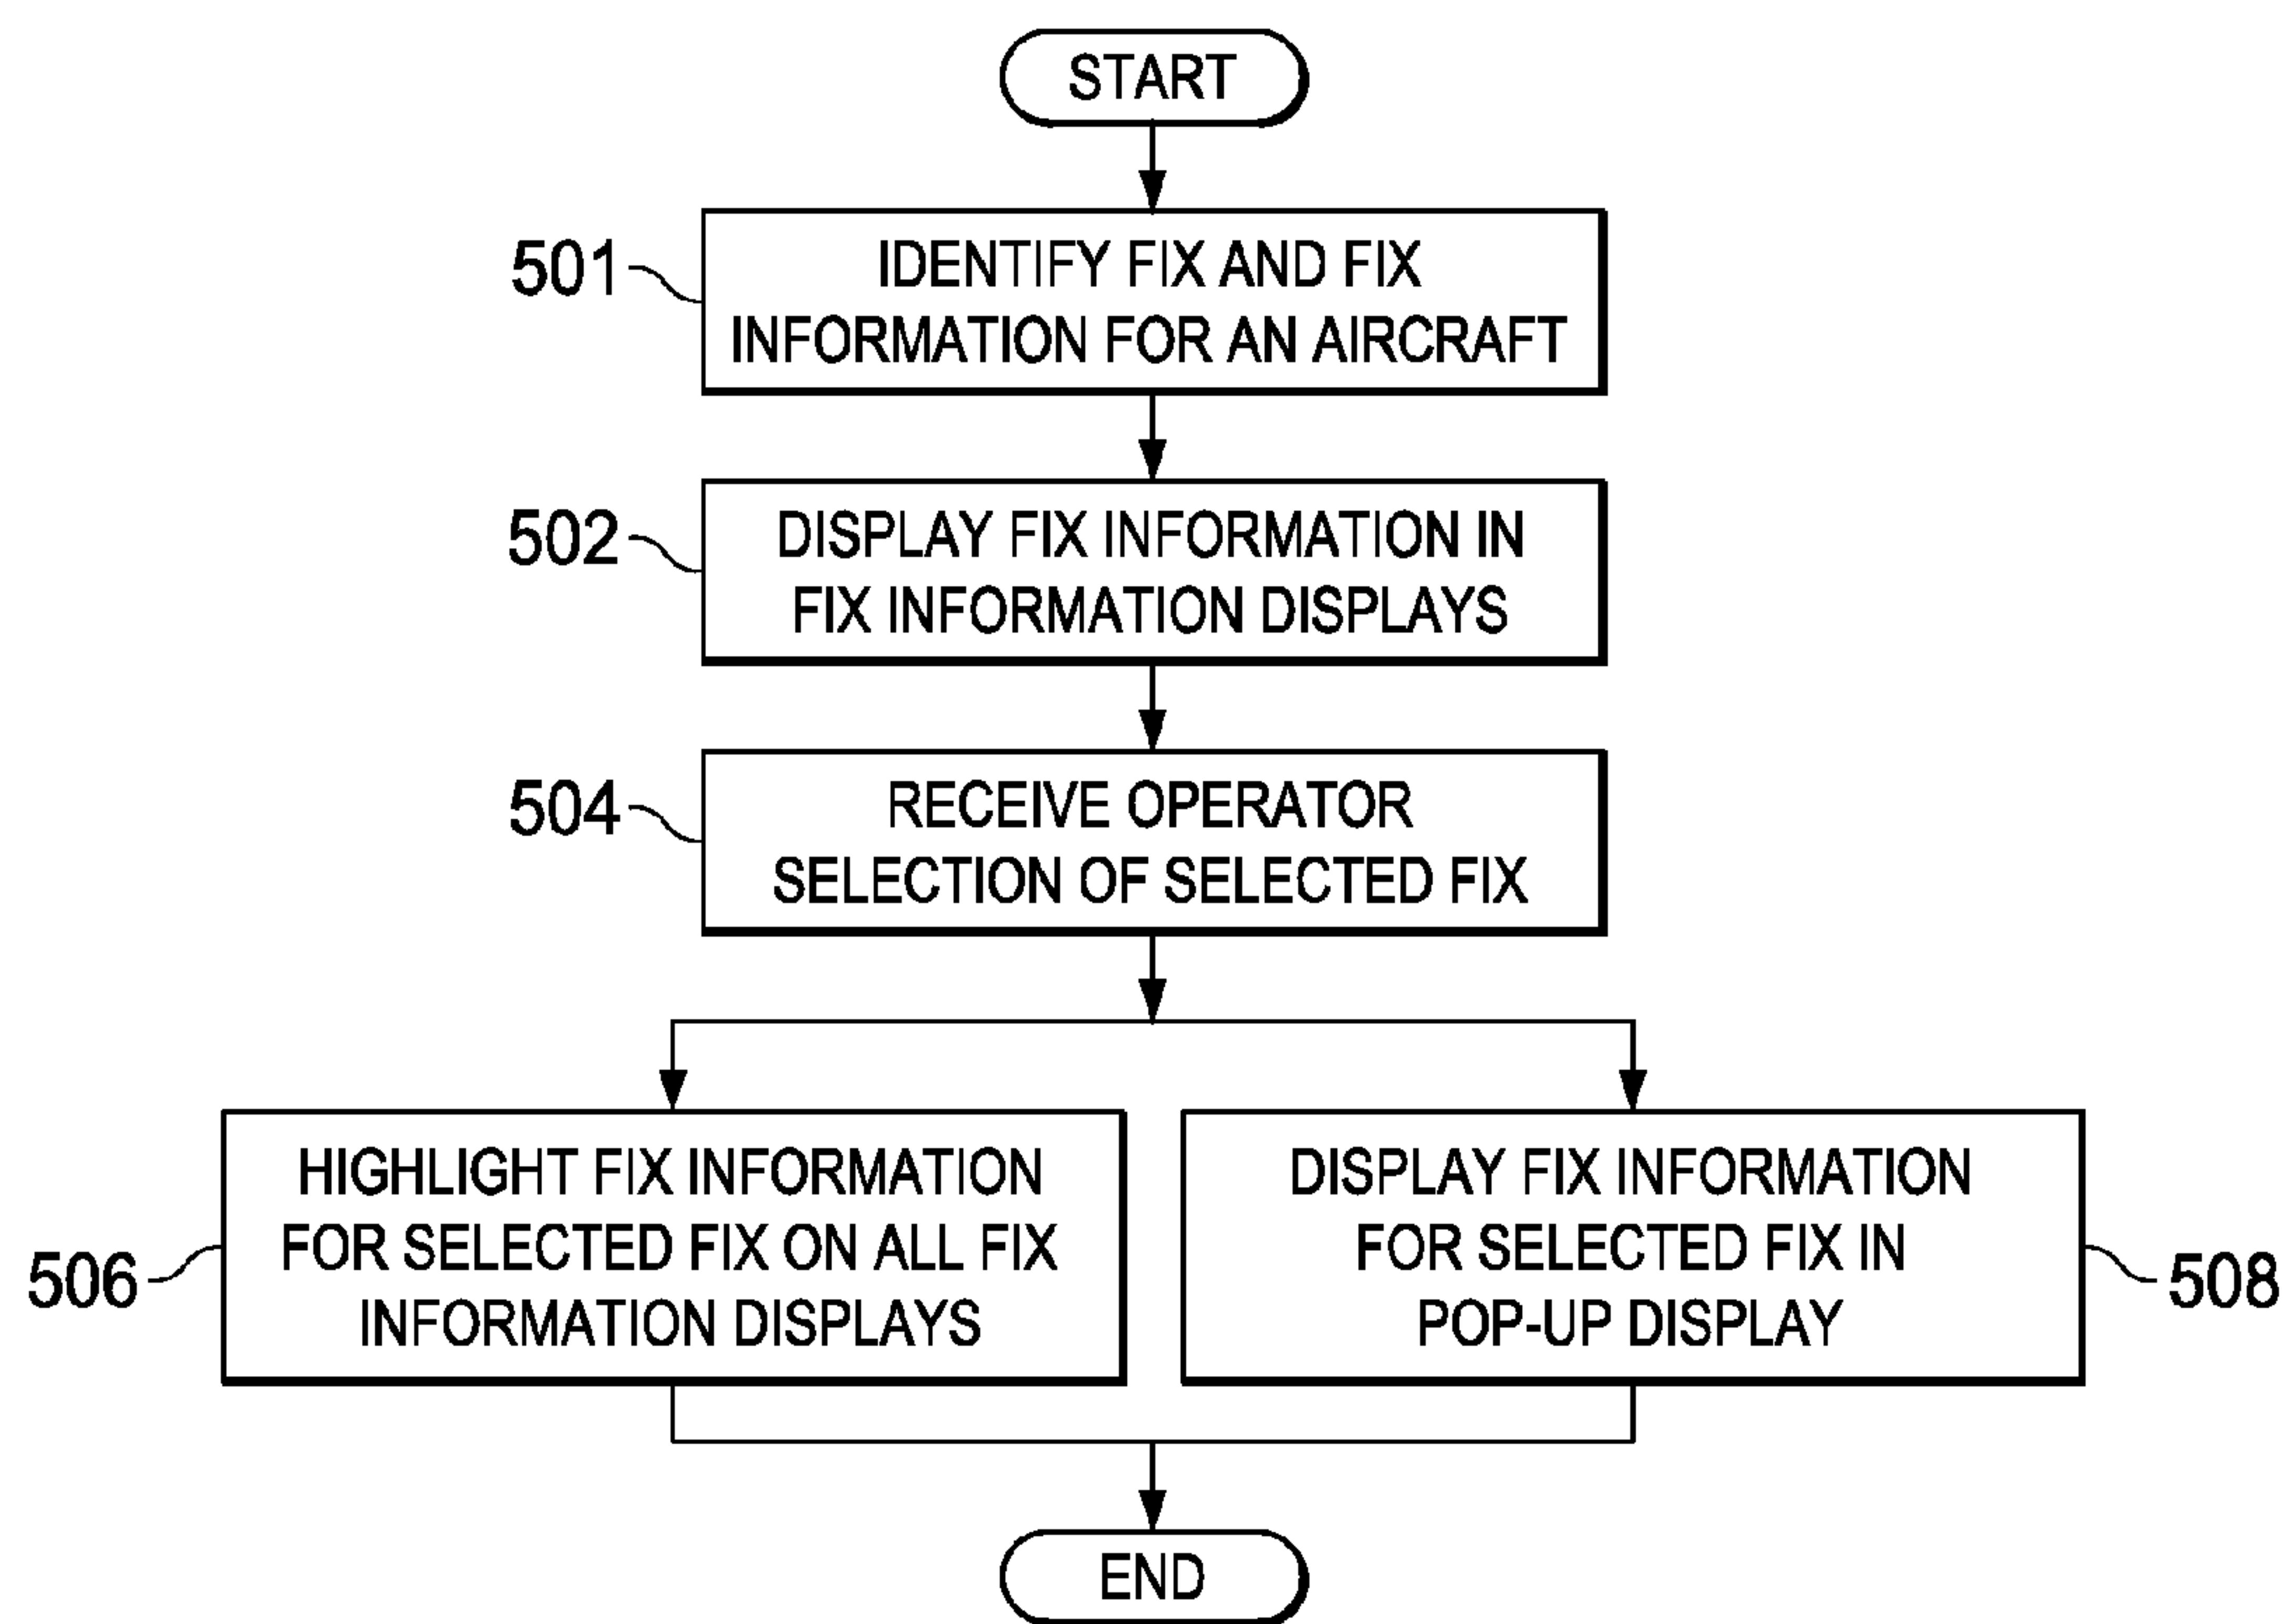 START
501
IDENTIFY FIX AND FIX
INFORMATION FOR AN AIRCRAFT
502
DISPLAY FIX INFORMATION IN
FIX INFORMATION DISPLAYS
504
RECEIVE OPERATOR
SELECTION OF SELECTED FIX
506
HIGHLIGHT FIX INFORMATION
FOR SELECTED FIX ON ALL FIX
INFORMATION DISPLAYS
DISPLAY FIX INFORMATION
FOR SELECTED FIX IN
POP-UP DISPLAY
508
END